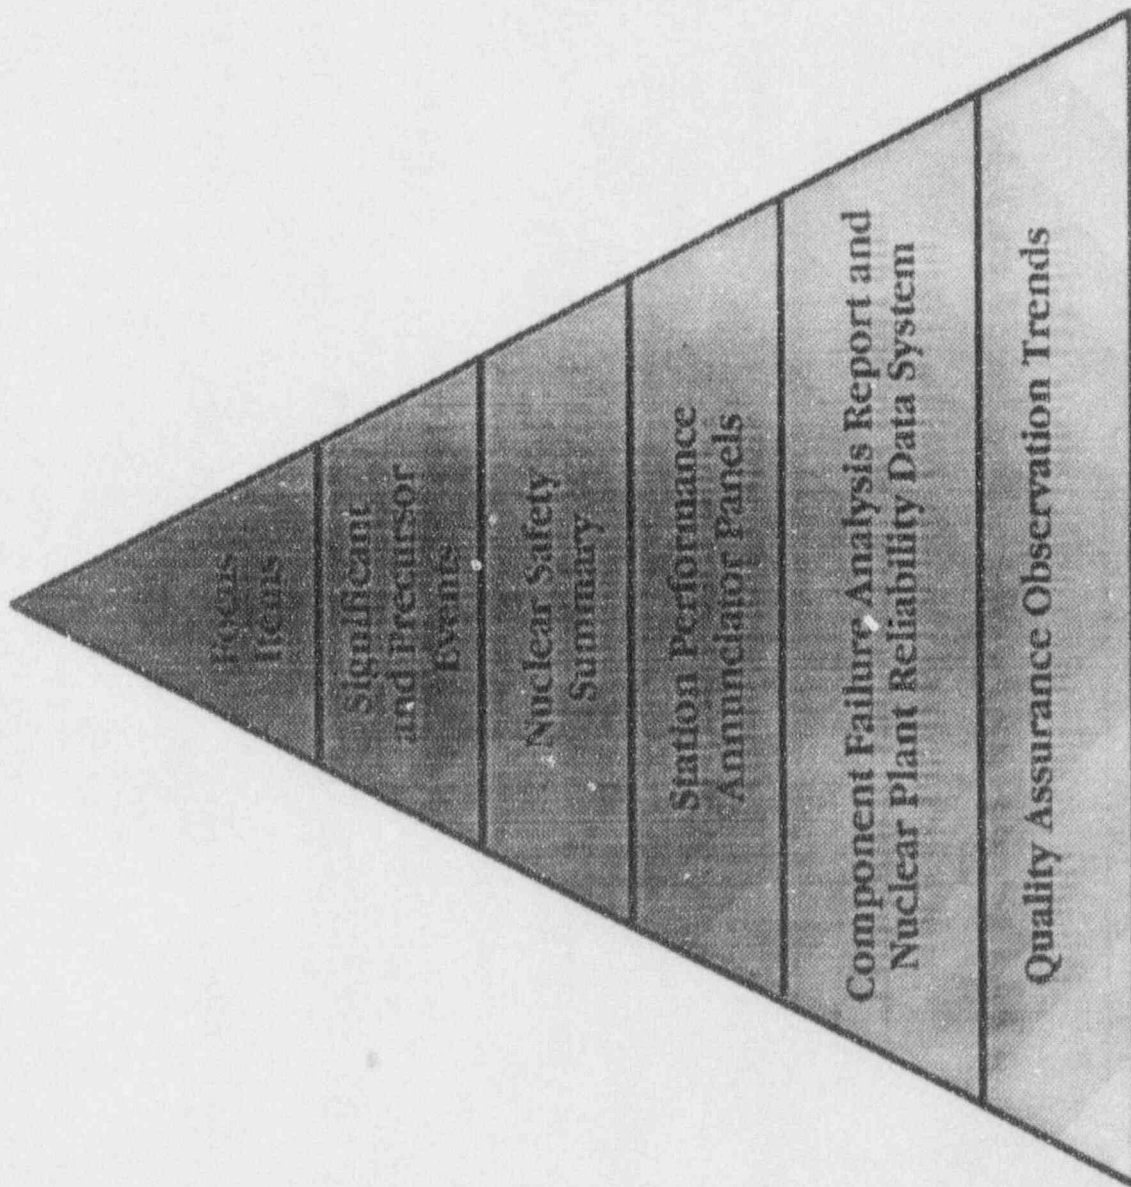 Focus
Items
Significant
and Precursor
Events
Nuclear Safety
Summary
Station Performance
Annunciator Panels
Component Failure Analysis Report and
Nuclear Plant Reliability Data System
Quality Assurance Observation Trends